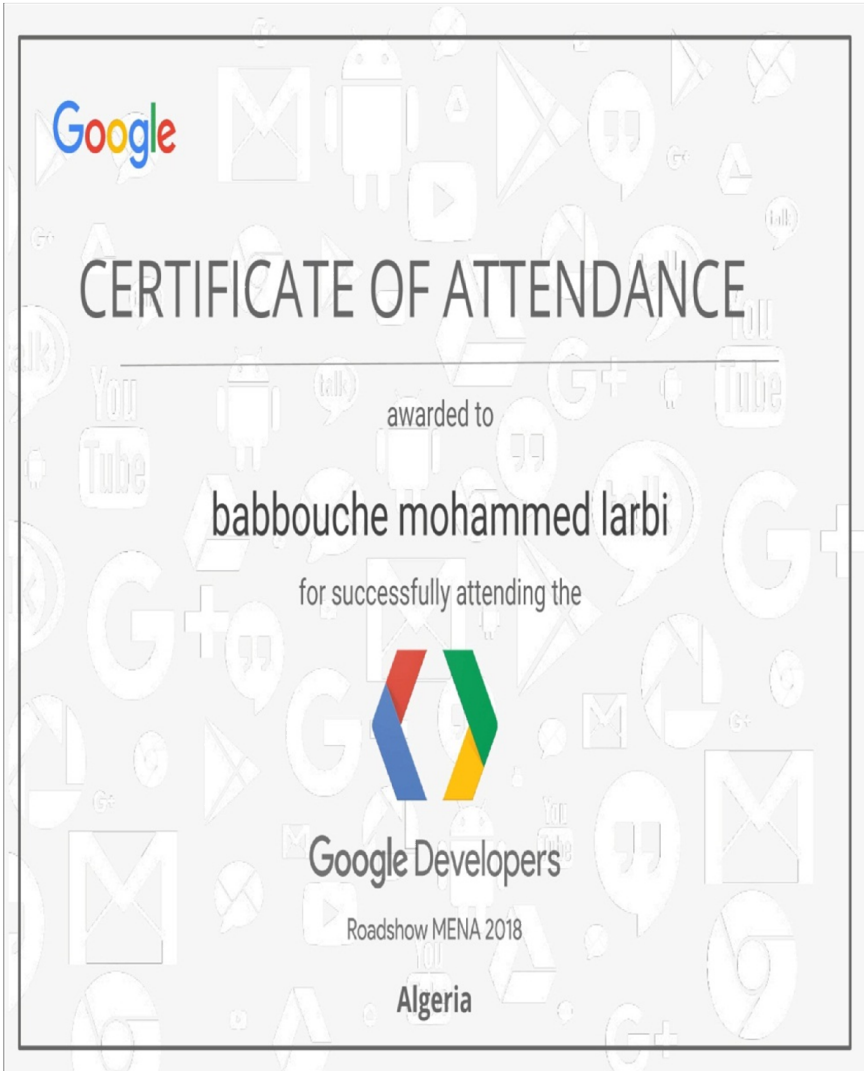 Google
CERTIFICATE OF ATTENDANCE
awarded to
babbouche mohammed larbi
for successfully attending the
Google Developers
Roadshow MENA 2018
Algeria